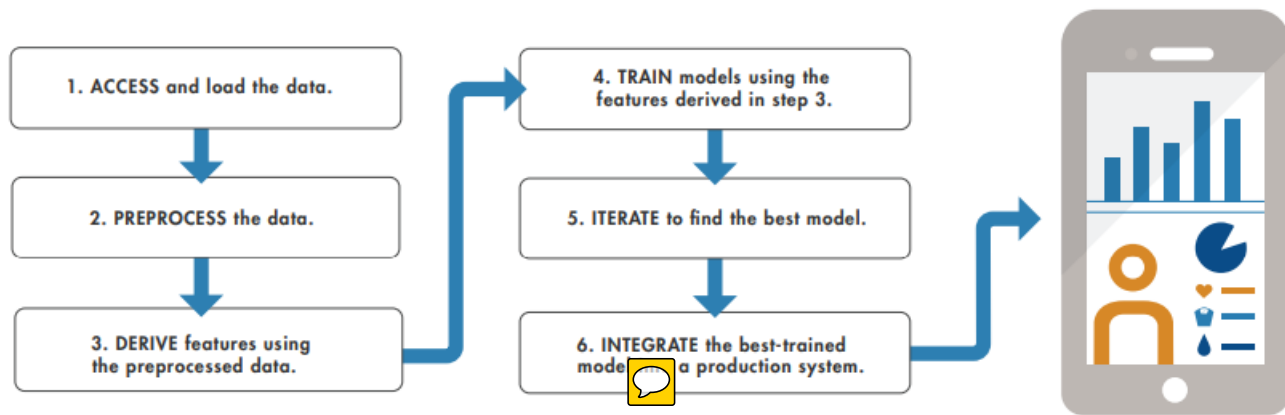 1. ACCESS and load the data.
2. PREPROCESS the data.
3. DERIVE features using
the preprocessed data.
4. TRAIN models using the
features derived in step 3.
5. ITERATE to find the best model.
6. INTEGRATE the best-trained
model a production system.